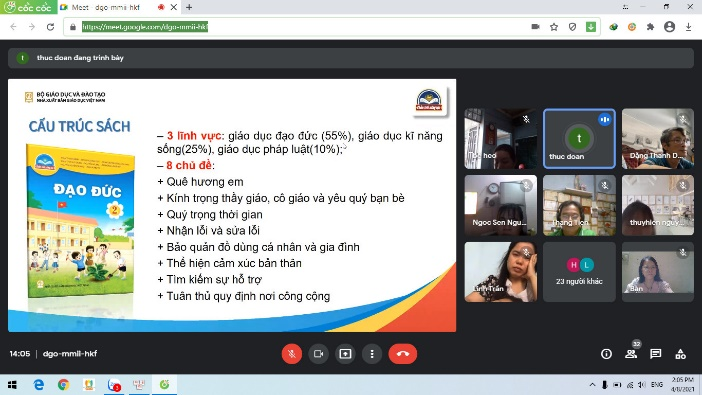 cốc cốc
Meet - dgo-mmii-hkf
https://meet.google.com/dgo-mmii-hkf
t
thuc doan đang trình bày
BỘ GIÁO DỤC VÀ ĐÀO TẠO
NHÀ XUẤT BẢN GIÁO DỤC VIỆT NAM
CẤU TRÚC SÁCH
ĐẠO ĐỨC
2
– 3 lĩnh vực: giáo dục đạo đức (55%), giáo dục kĩ năng
sống(25%), giáo dục pháp luật(10%);
– 8 chủ đề:
+ Quê hương em
+ Kính trọng thầy giáo, cô giáo và yêu quý bạn bè
+ Quý trọng thời gian
+ Nhận lỗi và sửa lỗi
+ Bảo quản đồ dùng cá nhân và gia đình
+ Thể hiện cảm xúc bản thân
+ Tìm kiếm sự hỗ trợ
+ Tuân thủ quy định nơi công cộng
heo
t
thuc doan
Đặng Thanh D...
Ngoc Sen Ngu...
Thắng Tiến
thuyhien nguy...
Linh Trần
H L
23 người khác
Bàn
14:05 | dgo-mmii-hkf
32
ENG
2:05 PM
4/8/2021